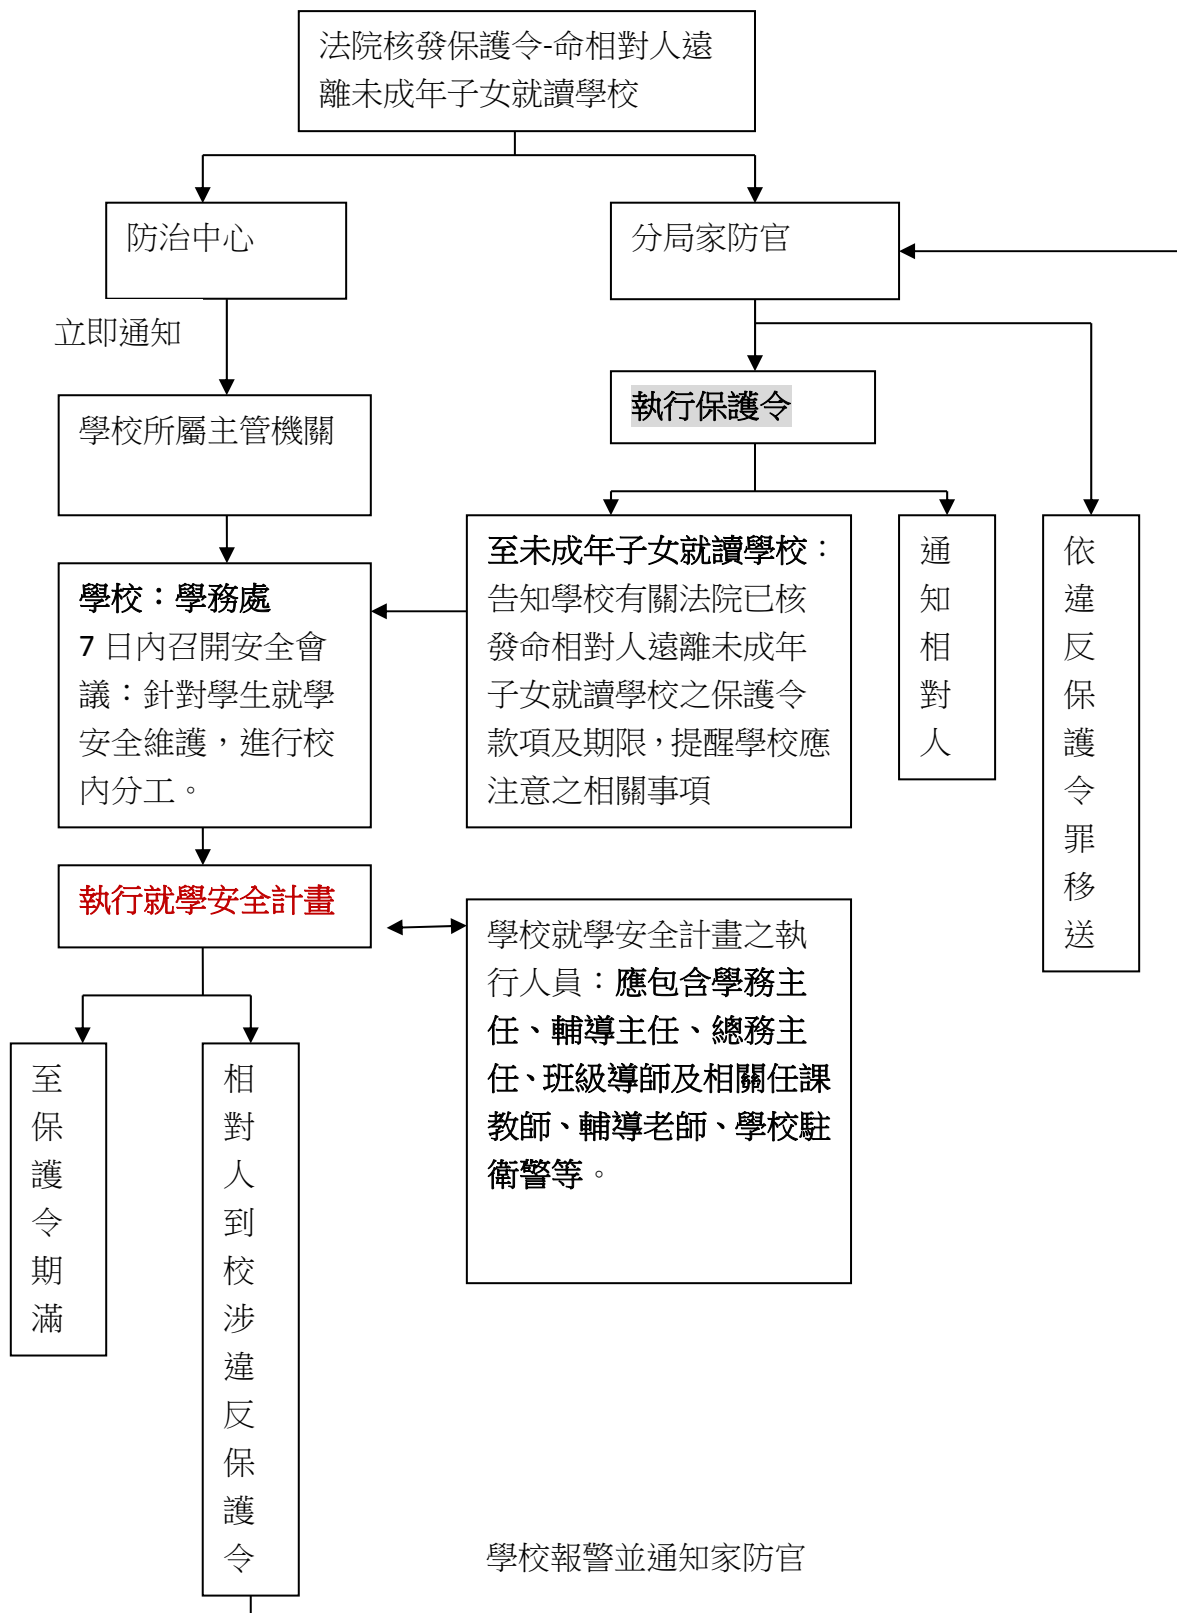 法院核發保護令-命相對人遠
離未成年子女就讀學校
防治中心
分局家防官
立即通知
執行保護令
學校所屬主管機關
至未成年子女就讀學校：
告知學校有關法院已核
發命相對人遠離未成年
子女就讀學校之保護令
款項及期限，提醒學校應
注意之相關事項
通知相對人
依違反保護令罪移送
學校：學務處
7 日內召開安全會
議：針對學生就學
安全維護，進行校
內分工。
執行就學安全計畫
學校就學安全計畫之執
行人員：應包含學務主
任、輔導主任、總務主
任、班級導師及相關任課
教師、輔導老師、學校駐
衛警等。
至保護令期滿
相對人到校涉違反保護令
學校報警並通知家防官